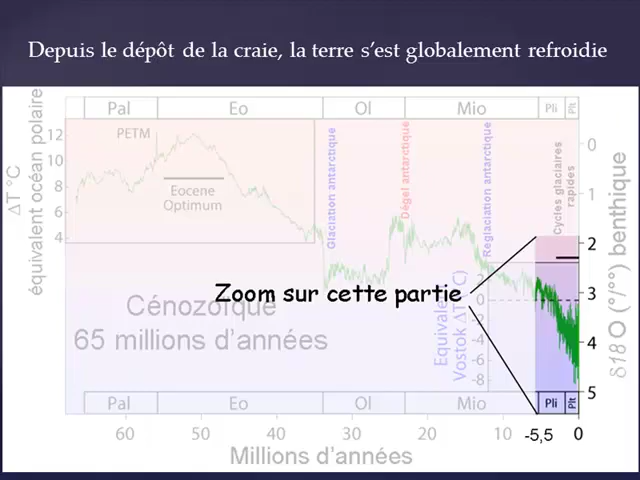 Depuis le dépôt de la craie, la terre s’est globalement refroidie
Pal Eo Ol Mio Pli Plt
PETM
Eocene
Optimum
Glaciation antarctique
Dégel antarctique
Reglaciation antarctique
Cycles glaciaires
rapides
ΔT °C
équivalent océan polaire
12
10
8
6
4
0
1
2
3
4
5
δ18 O (°/°°) benthique
Zoom sur cette partie
Cénozoïque
65 millions d’années
Equivale
Vostok ΔT °C)
2
0
-2
-4
-6
-8
Pal Eo Ol Mio Pli Plt
60 50 40 30 20 10 -5,5 0
Millions d’années